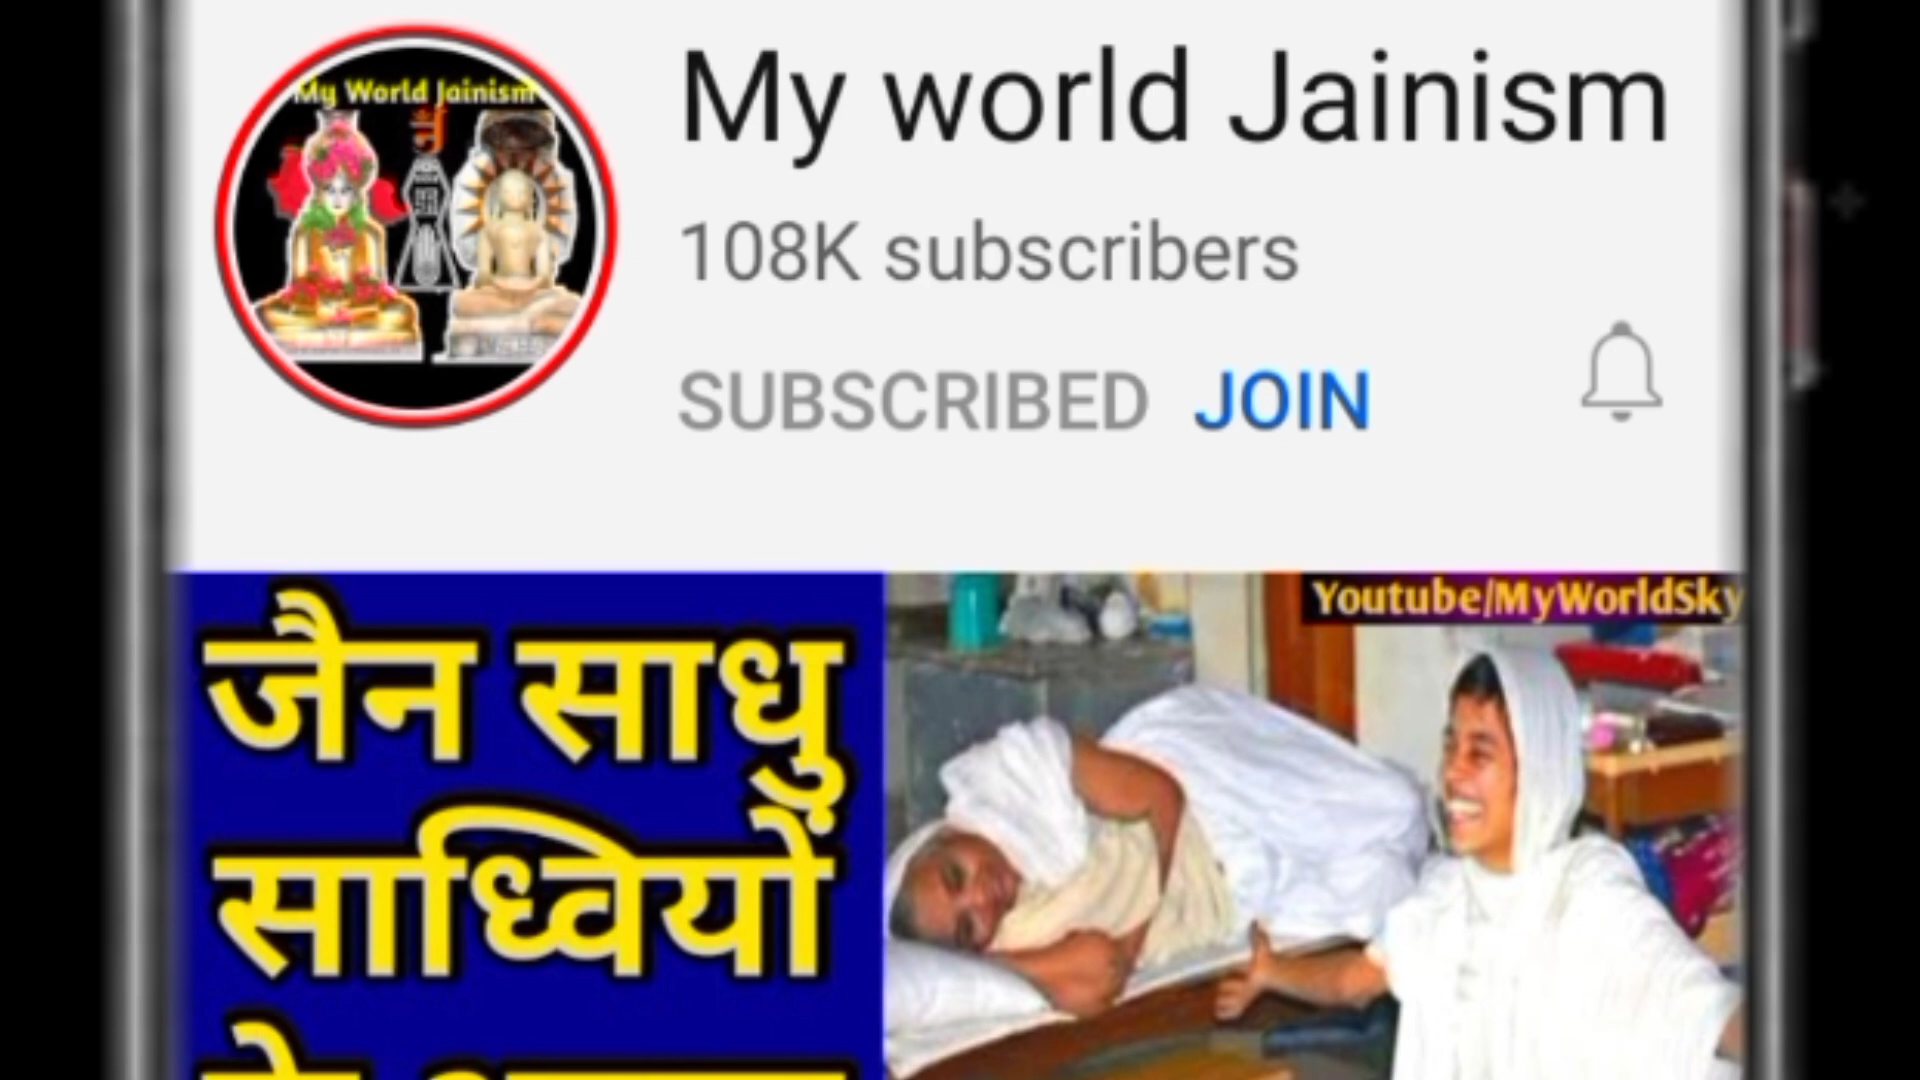 My World Jainism
My world Jainism
108K subscribers
SUBSCRIBED JOIN
Youtube/MyWorldSky
जैन साधु
साध्वियों